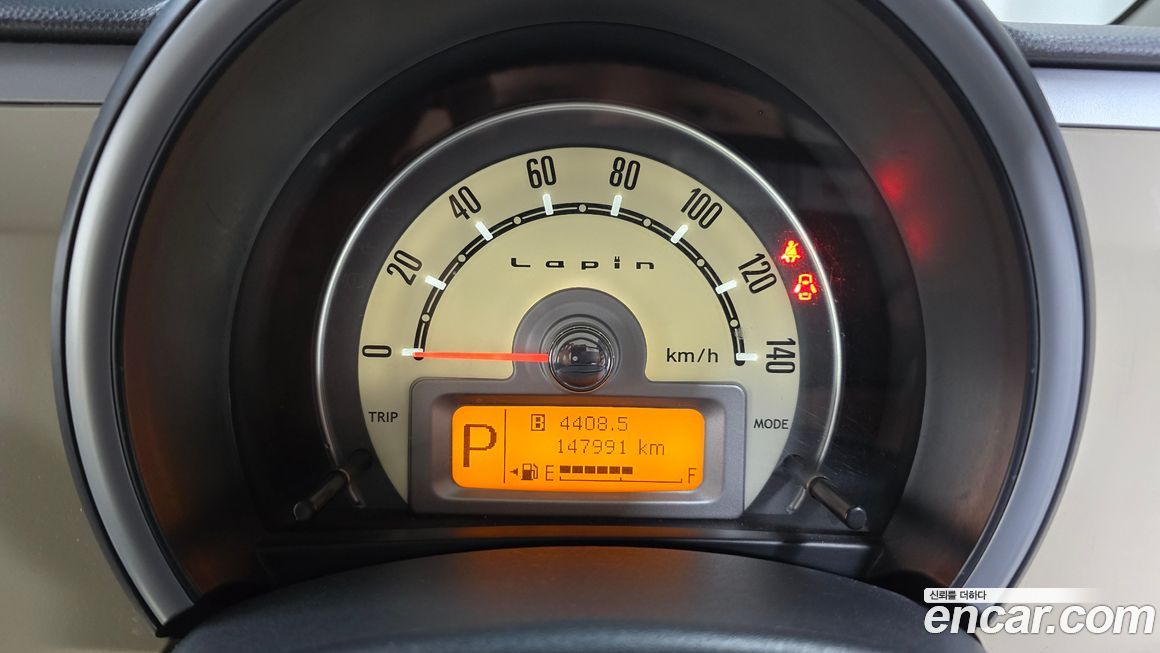 0
20
40
60
80
100
120
140
Lapin
km/h
TRIP
MODE
P
B 4408.5
147991 km
E F
신뢰를 더하다
encar.com